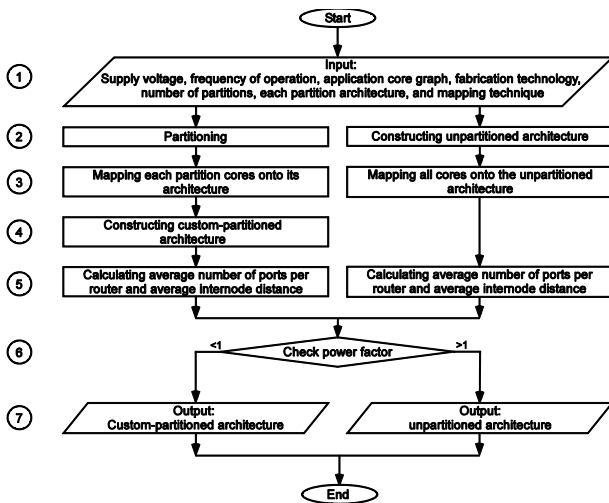 Start
1
Input:
Supply voltage, frequency of operation, application core graph, fabrication technology,
number of partitions, each partition architecture, and mapping technique
2
Partitioning
Constructing unpartitioned architecture
3
Mapping each partition cores onto its
architecture
Mapping all cores onto the unpartitioned
architecture
4
Constructing custom-partitioned
architecture
5
Calculating average number of ports per
router and average internode distance
Calculating average number of ports per
router and average internode distance
6
<1
Check power factor
>1
7
Output:
Custom-partitioned architecture
Output:
unpartitioned architecture
End